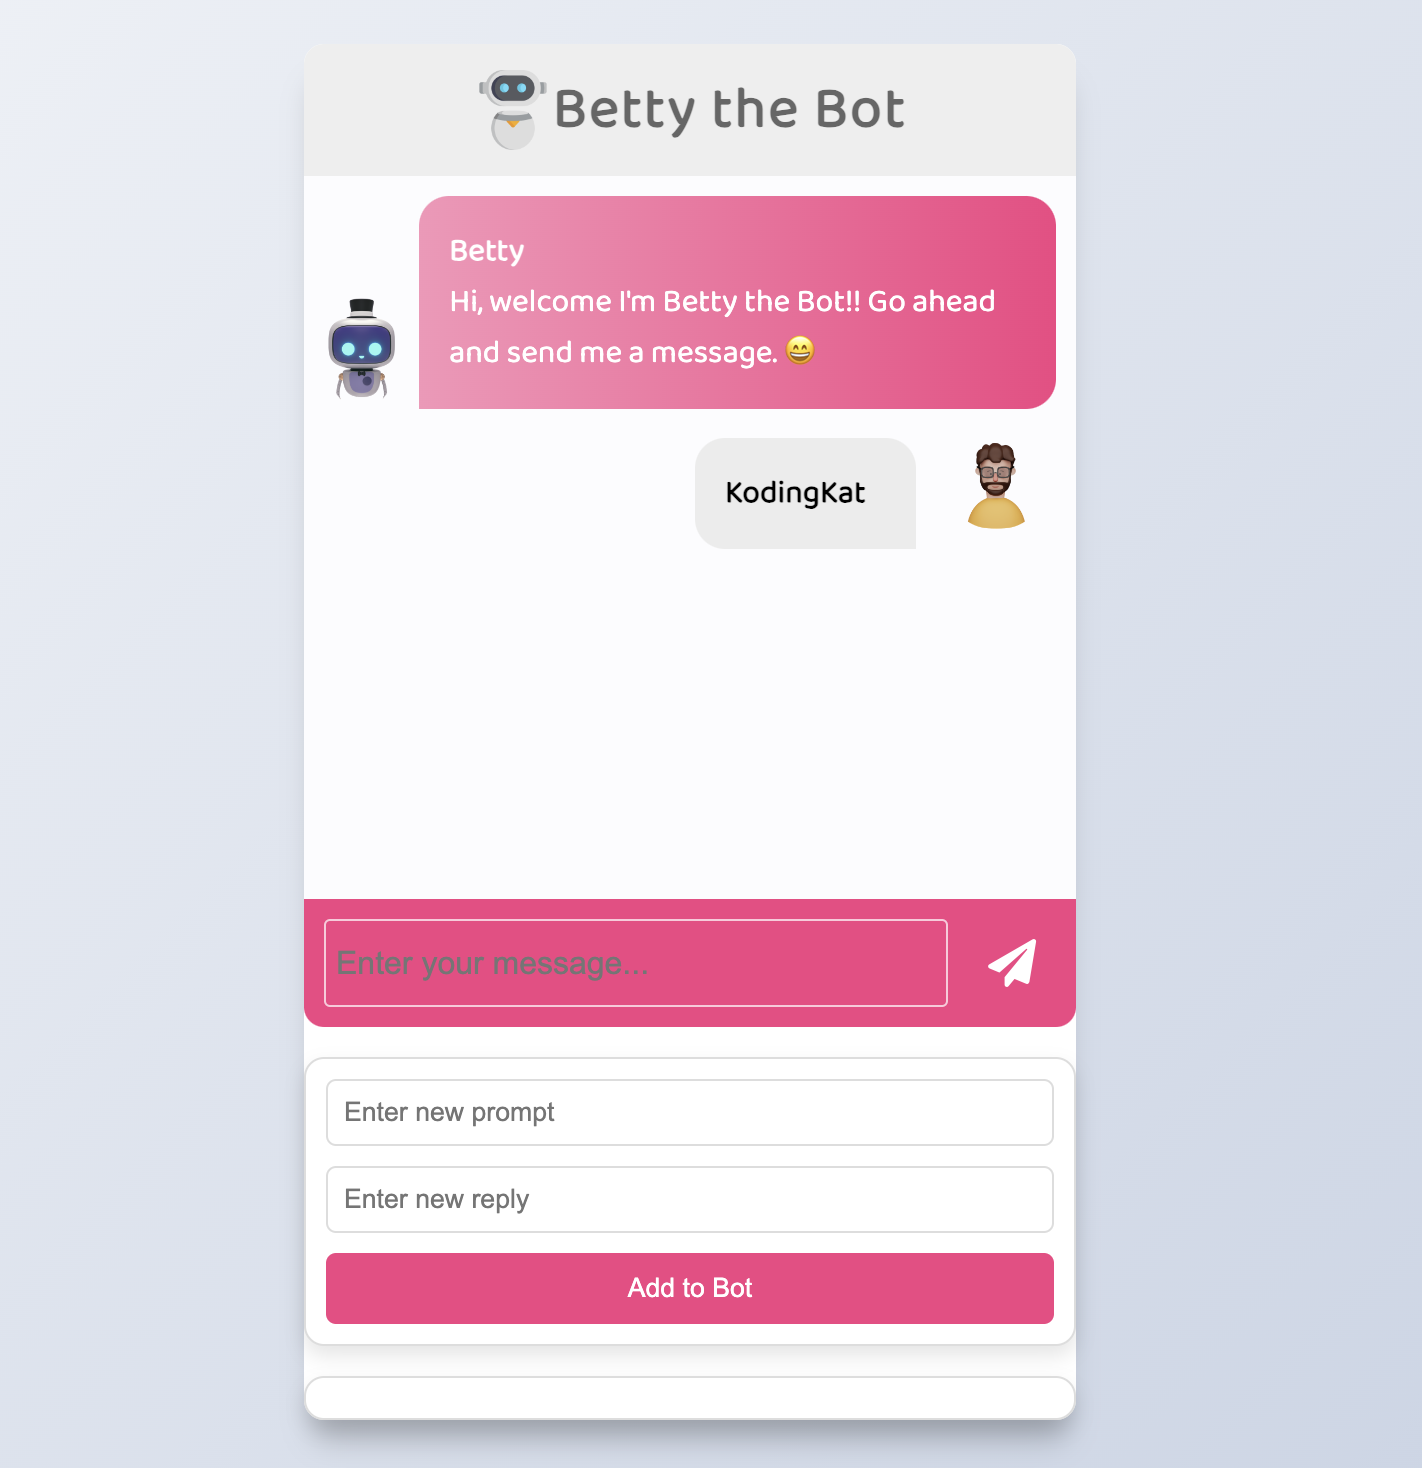 Betty the Bot
Betty
Hi, welcome I'm Betty the Bot!! Go ahead
and send me a message. 😄
KodingKat
Enter your message...
Enter new prompt
Enter new reply
Add to Bot